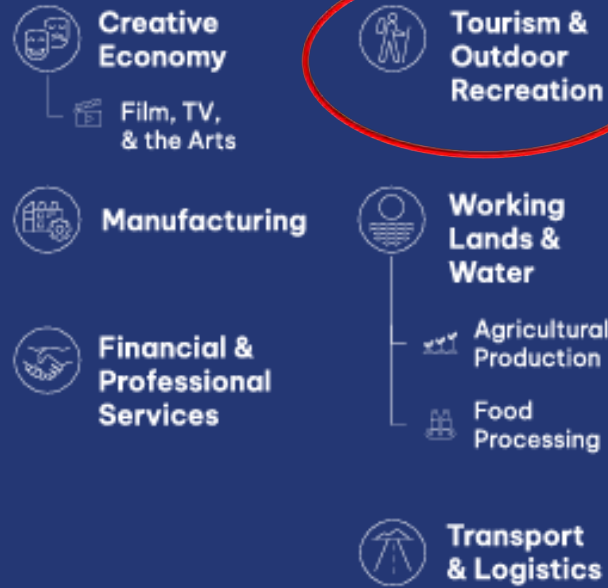 Creative
Economy
Film, TV,
& the Arts
Manufacturing
Financial &
Professional
Services
Tourism &
Outdoor
Recreation
Working
Lands &
Water
Agricultural
Production
Food
Processing
Transport
& Logistics